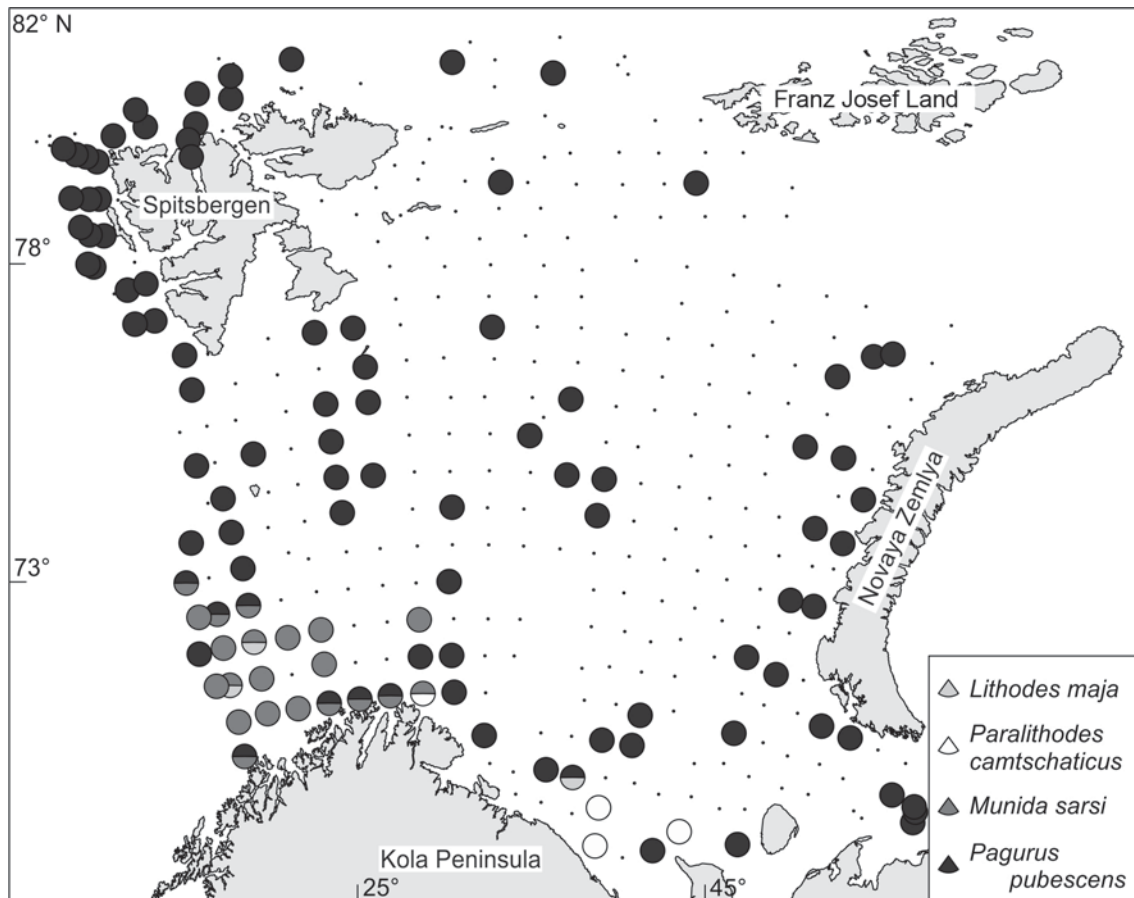 82° N
Franz Josef Land
Spitsbergen
78°
Novaya Zemlya
73°
Lithodes maja
Paralithodes
camtschaticus
Munida sarsi
Pagurus
pubescens
Kola Peninsula
25°
45°